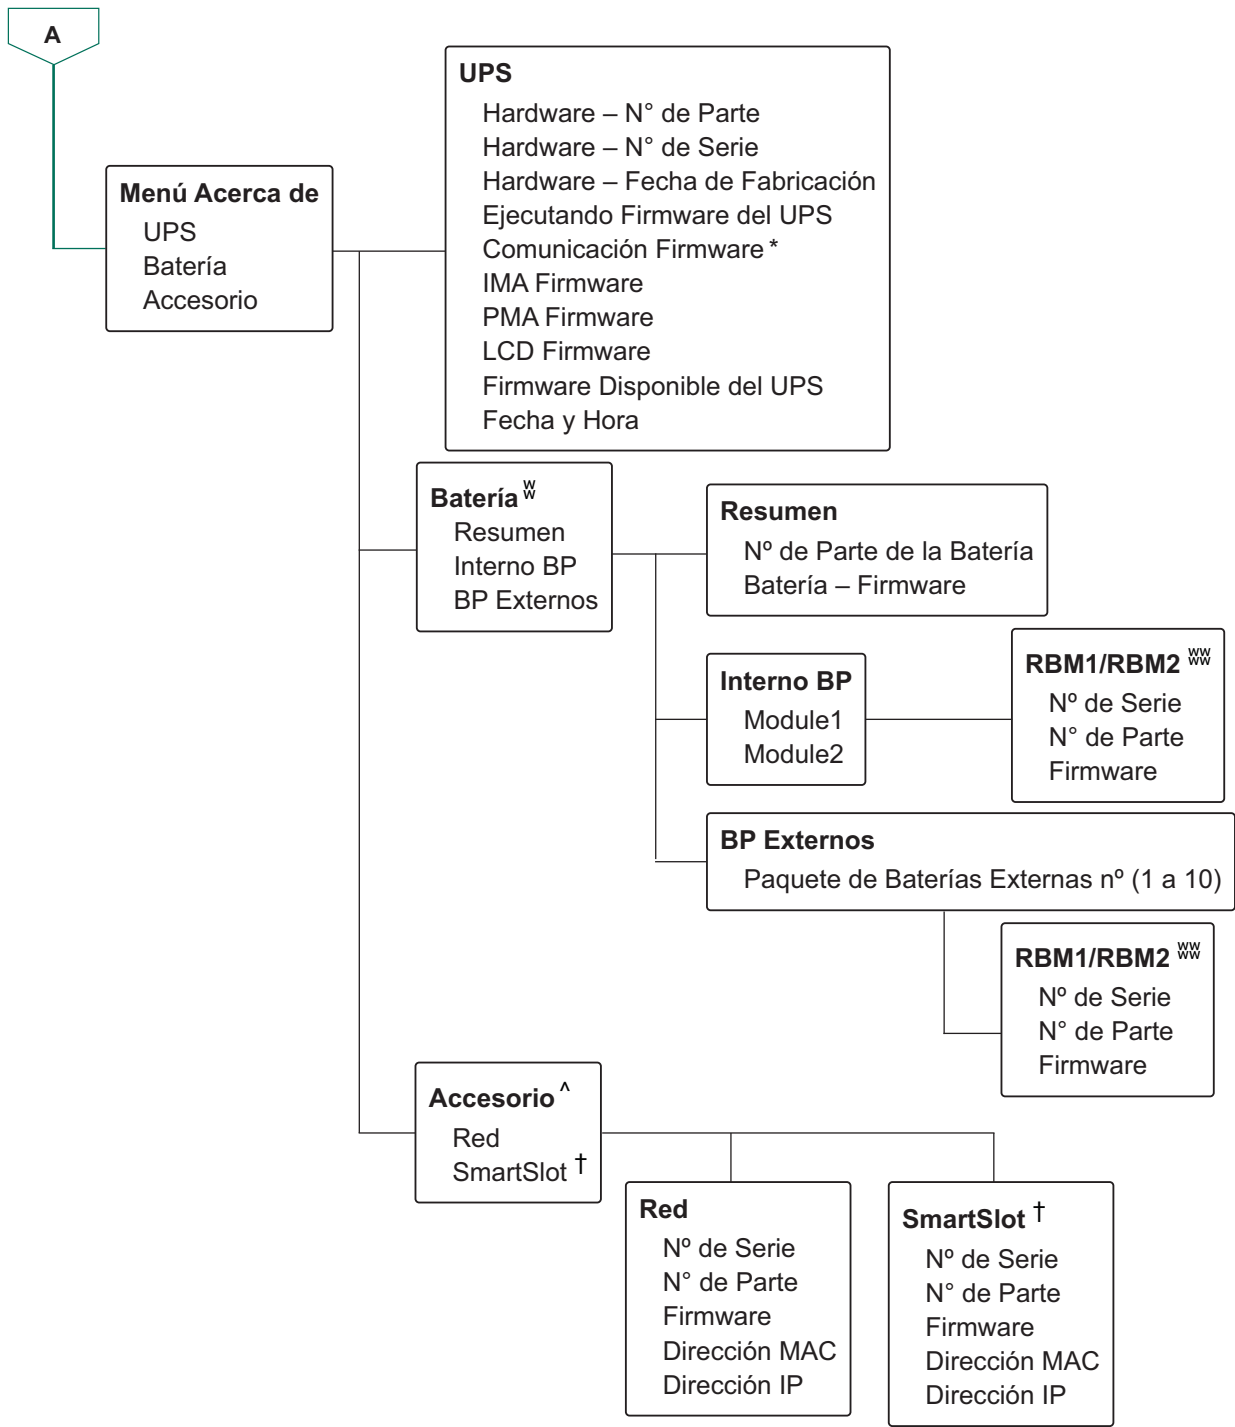 A
Menú Acerca de
UPS
Batería
Accesorio
UPS
Hardware – N° de Parte
Hardware – N° de Serie
Hardware – Fecha de Fabricación
Ejecutando Firmware del UPS
Comunicación Firmware *
IMA Firmware
PMA Firmware
LCD Firmware
Firmware Disponible del UPS
Fecha y Hora
Batería W W
Resumen
Interno BP
BP Externos
Resumen
Nº de Parte de la Batería
Batería – Firmware
Interno BP
Module1
Module2
RBM1/RBM2 WW WW
Nº de Serie
N° de Parte
Firmware
BP Externos
Paquete de Baterías Externas nº (1 a 10)
RBM1/RBM2 WW WW
Nº de Serie
N° de Parte
Firmware
Accesorio ^
Red
SmartSlot †
Red
Nº de Serie
N° de Parte
Firmware
Dirección MAC
Dirección IP
SmartSlot †
Nº de Serie
N° de Parte
Firmware
Dirección MAC
Dirección IP